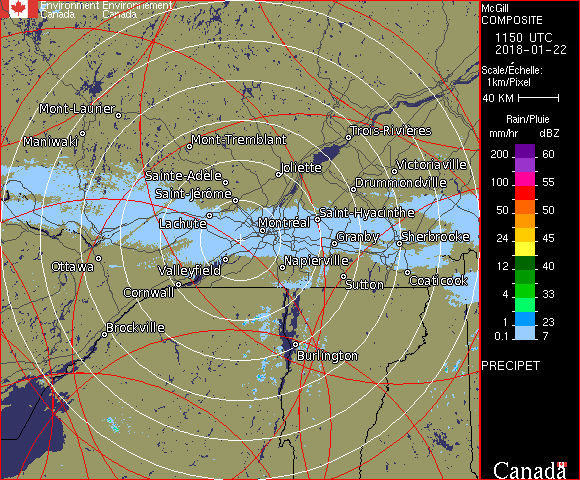 Environment Environnement
Canada Canada
McGill
COMPOSITE
1150 UTC
2018-01-22
Scale/Échelle:
1km/Pixel
40 KM
Rain/Pluie
mm/hr dBZ
200 60
150 57
100 55
50 50
24 45
12 40
4 33
1 23
0.1 7
PRECIPET
Mont-Laurier
Maniwaki
Mont-Tremblant
Trois-Rivières
Sainte-Adèle
Joliette
Victoriaville
Saint-Jérôme
Drummondville
Lachute
Montréal
Saint-Hyacinthe
Granby
Sherbrooke
Ottawa
Valleyfield
Napierville
Cornwall
Sutton
Coaticook
Brockville
Burlington
Canada